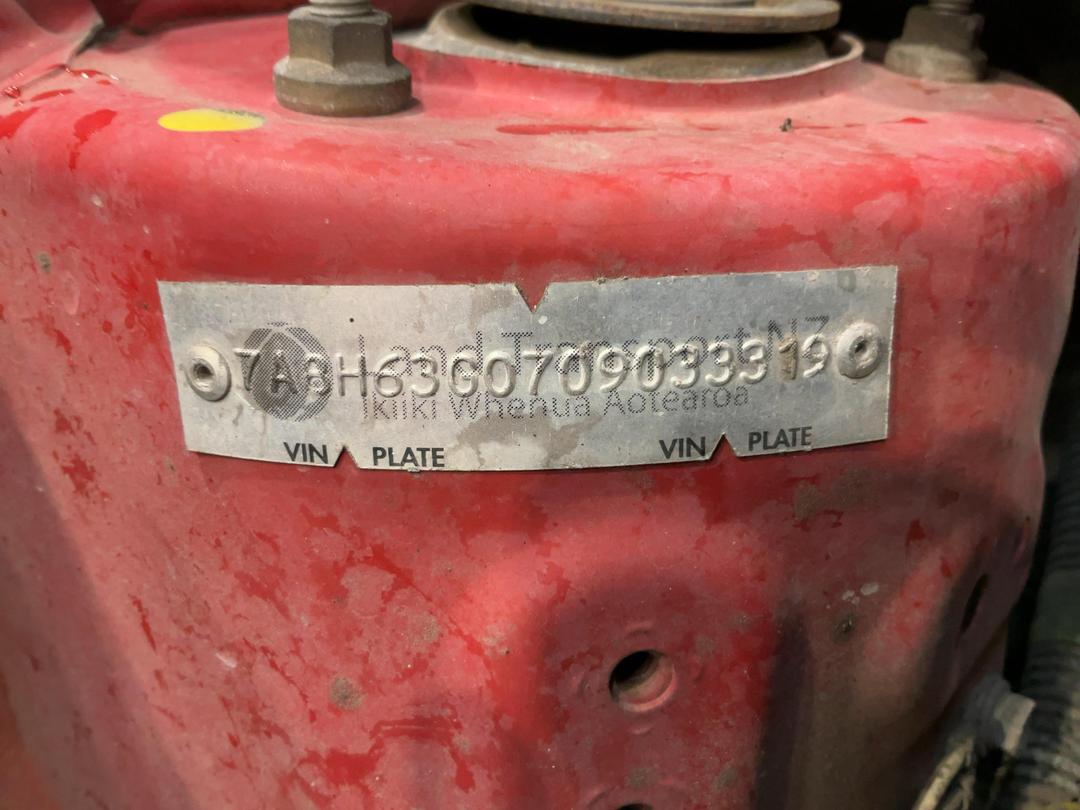 Land Transport NZ
7A8H63G0709033319
Ikiiki Whenua Aotearoa
VIN PLATE VIN PLATE